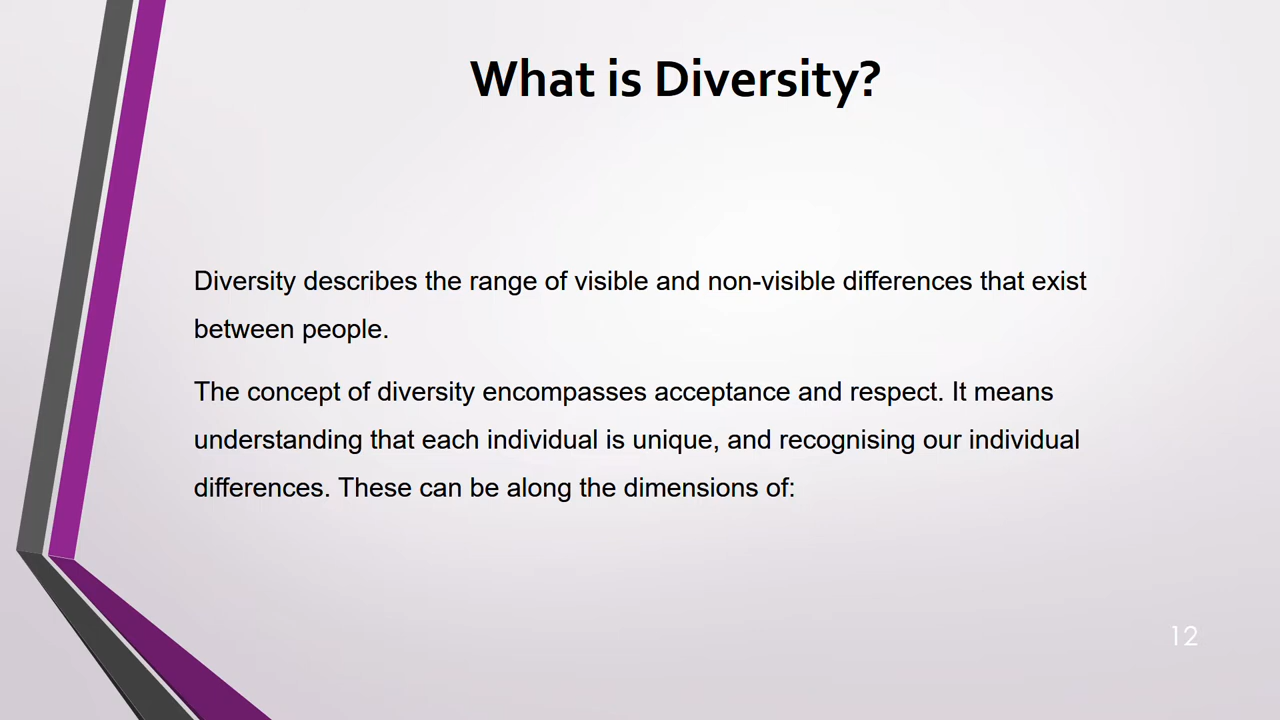 What is Diversity?
Diversity describes the range of visible and non-visible differences that exist
between people.
The concept of diversity encompasses acceptance and respect. It means
understanding that each individual is unique, and recognising our individual
differences. These can be along the dimensions of:
12